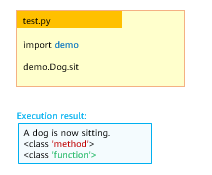 test.py
import demo
demo.Dog.sit
Execution result:
A dog is now sitting.
<class 'method'>
<class 'function'>